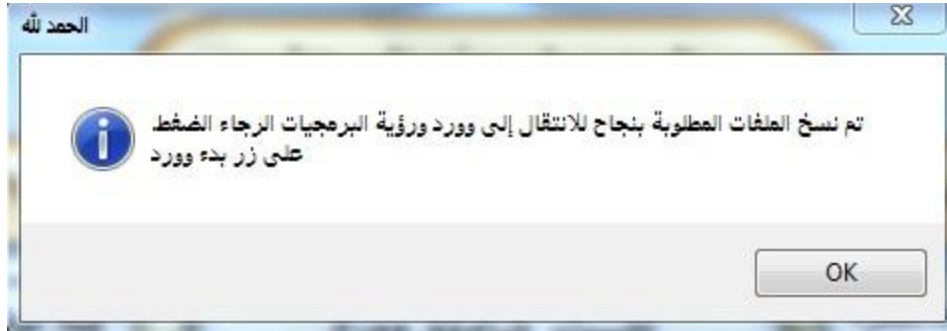 الحمد لله
تم نسخ الملفات المطلوبة بنجاح للانتقال إلى وورد ورؤية البرمجيات الرجاء الضغط
على زر بدء وورد
OK